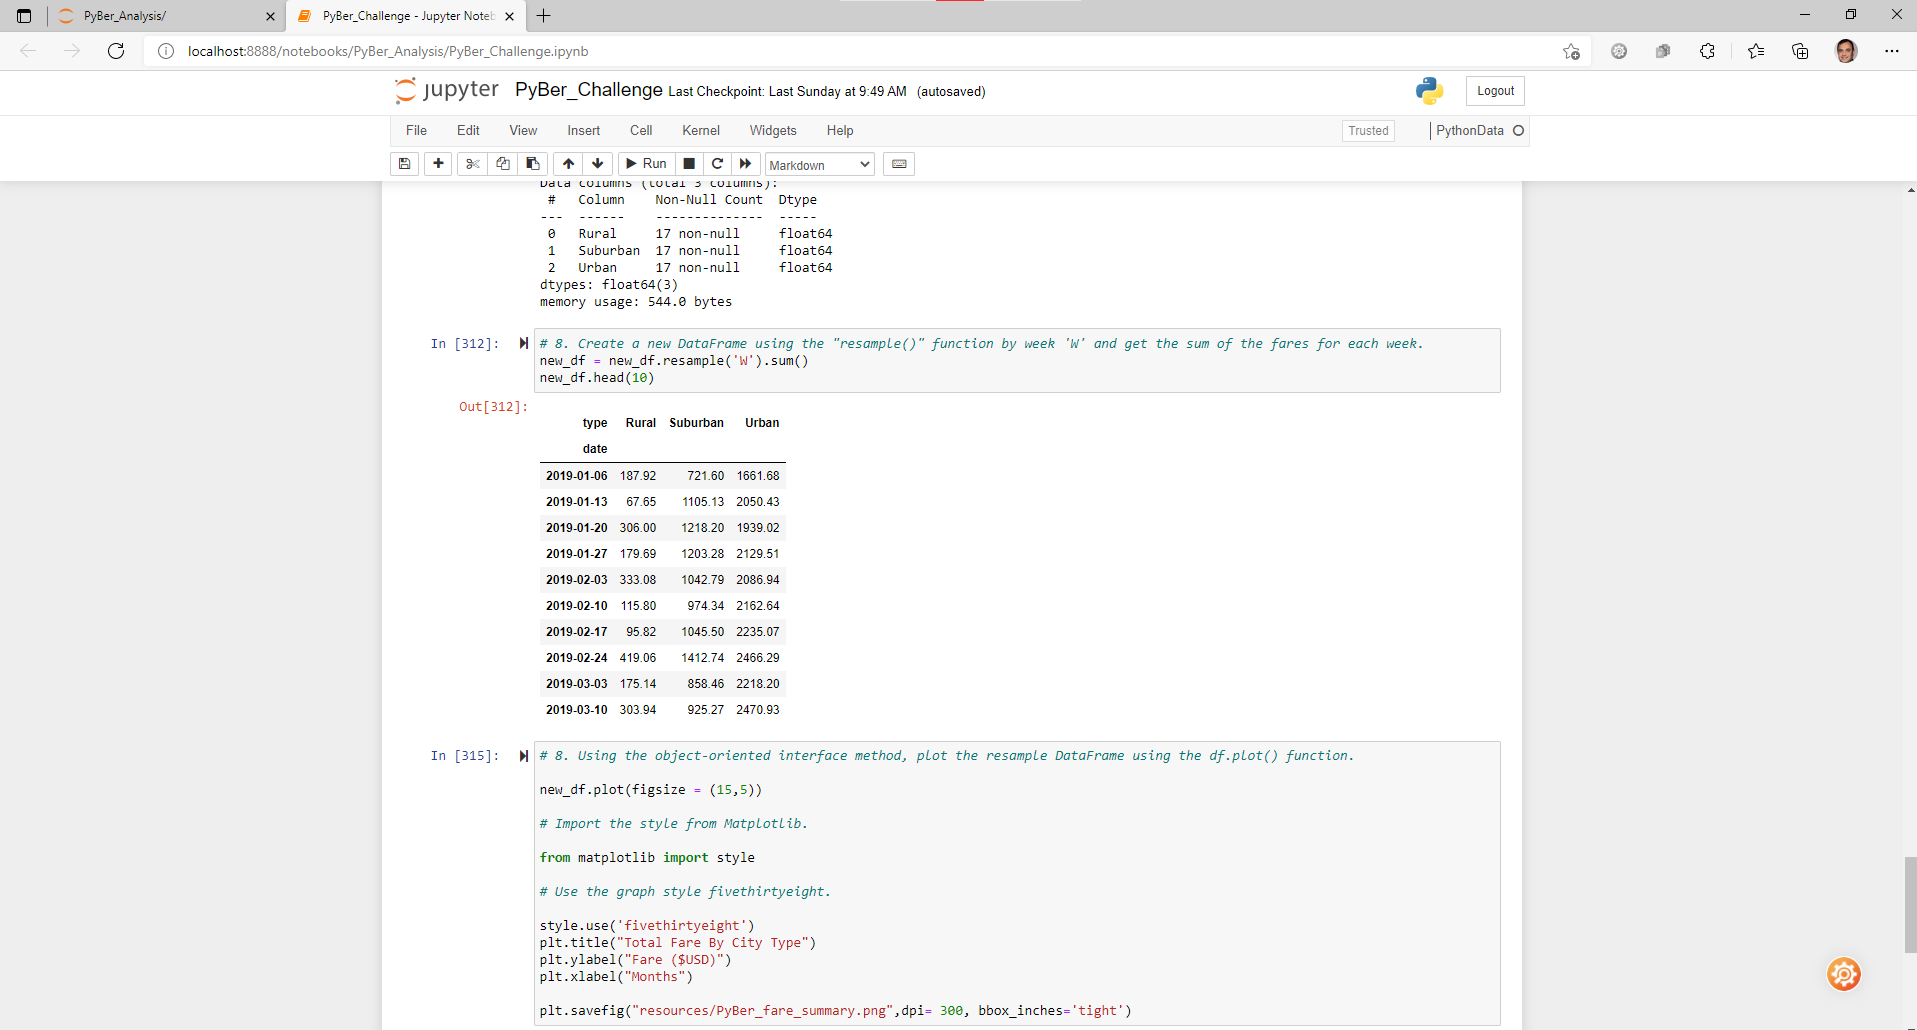 PyBer_Analysis/
PyBer_Challenge - Jupyter Noteb
localhost:8888/notebooks/PyBer_Analysis/PyBer_Challenge.ipynb
jupyter PyBer_Challenge Last Checkpoint: Last Sunday at 9:49 AM (autosaved)
Logout
File Edit View Insert Cell Kernel Widgets Help
Trusted
PythonData
Run
Markdown
Data columns (total 3 columns):
# Column Non-Null Count Dtype
--- ------ -------------- -----
0 Rural 17 non-null float64
1 Suburban 17 non-null float64
2 Urban 17 non-null float64
dtypes: float64(3)
memory usage: 544.0 bytes
In [312]:
# 8. Create a new DataFrame using the "resample()" function by week 'W' and get the sum of the fares for each week.
new_df = new_df.resample('W').sum()
new_df.head(10)
Out[312]:
type Rural Suburban Urban
date
2019-01-06 187.92 721.60 1661.68
2019-01-13 67.65 1105.13 2050.43
2019-01-20 306.00 1218.20 1939.02
2019-01-27 179.69 1203.28 2129.51
2019-02-03 333.08 1042.79 2086.94
2019-02-10 115.80 974.34 2162.64
2019-02-17 95.82 1045.50 2235.07
2019-02-24 419.06 1412.74 2466.29
2019-03-03 175.14 858.46 2218.20
2019-03-10 303.94 925.27 2470.93
In [315]:
# 8. Using the object-oriented interface method, plot the resample DataFrame using the df.plot() function.
new_df.plot(figsize = (15,5))
# Import the style from Matplotlib.
from matplotlib import style
# Use the graph style fivethirtyeight.
style.use('fivethirtyeight')
plt.title("Total Fare By City Type")
plt.ylabel("Fare ($USD)")
plt.xlabel("Months")
plt.savefig("resources/PyBer_fare_summary.png",dpi= 300, bbox_inches='tight')